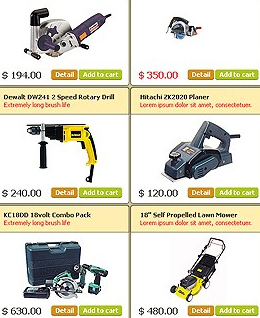 $ 194.00 Detail Add to cart
$ 350.00 Detail Add to cart
Dewalt DW241 2 Speed Rotary Drill
Extremely long brush life
Hitachi ZK2020 Planer
Lorem ipsum dolor sit amet, consectetuer.
$ 240.00 Detail Add to cart
$ 120.00 Detail Add to cart
KC18DD 18volt Combo Pack
Extremely long brush life
18" Self Propelled Lawn Mower
Lorem ipsum dolor sit amet, consectetuer.
$ 630.00 Detail Add to cart
$ 480.00 Detail Add to cart